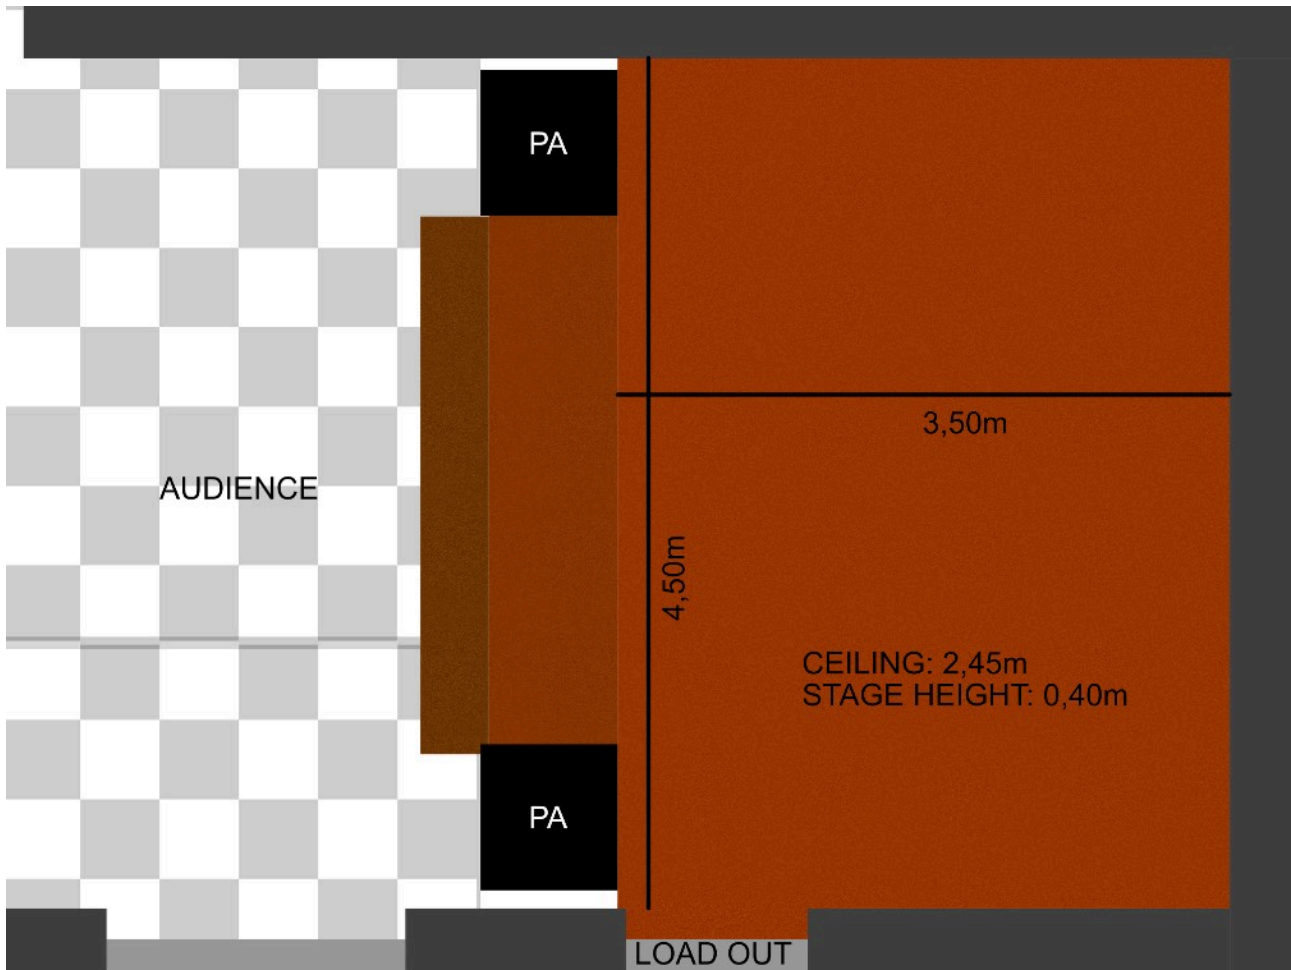 PA
3,50m
AUDIENCE
4,50m
CEILING: 2,45m
STAGE HEIGHT: 0,40m
PA
LOAD OUT